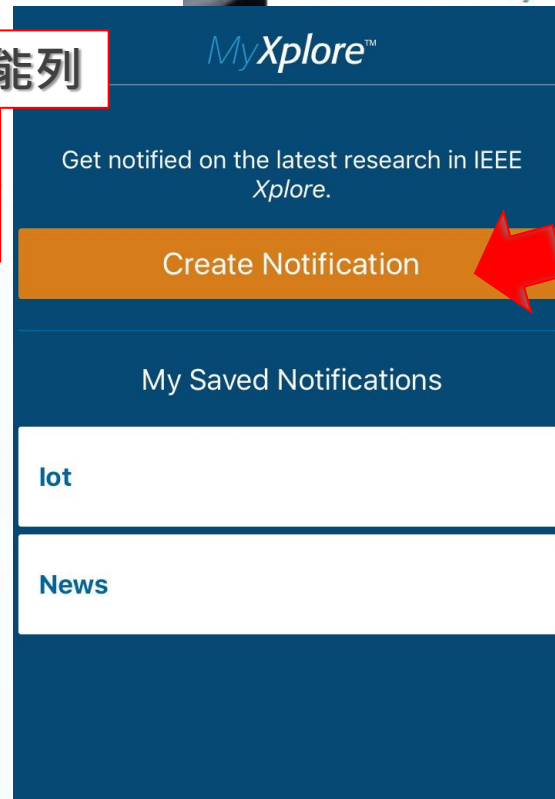 能列
MyXplore™
Get notified on the latest research in IEEE
Xplore.
Create Notification
My Saved Notifications
Iot
News